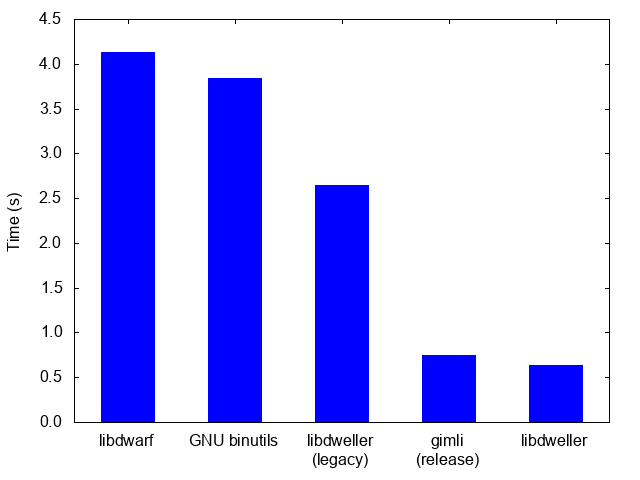 4.5
4.0
3.5
3.0
2.5
2.0
1.5
1.0
0.5
0.0
Time (s)
libdwarf
GNU binutils
libdweller
(legacy)
gimli
(release)
libdweller